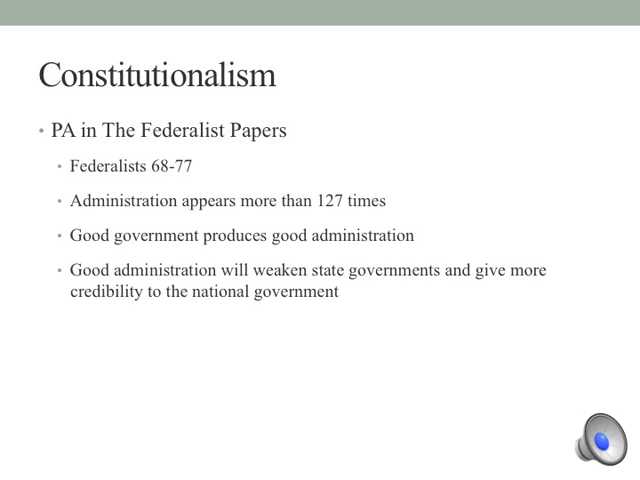 Constitutionalism
• PA in The Federalist Papers
• Federalists 68-77
• Administration appears more than 127 times
• Good government produces good administration
• Good administration will weaken state governments and give more
credibility to the national government